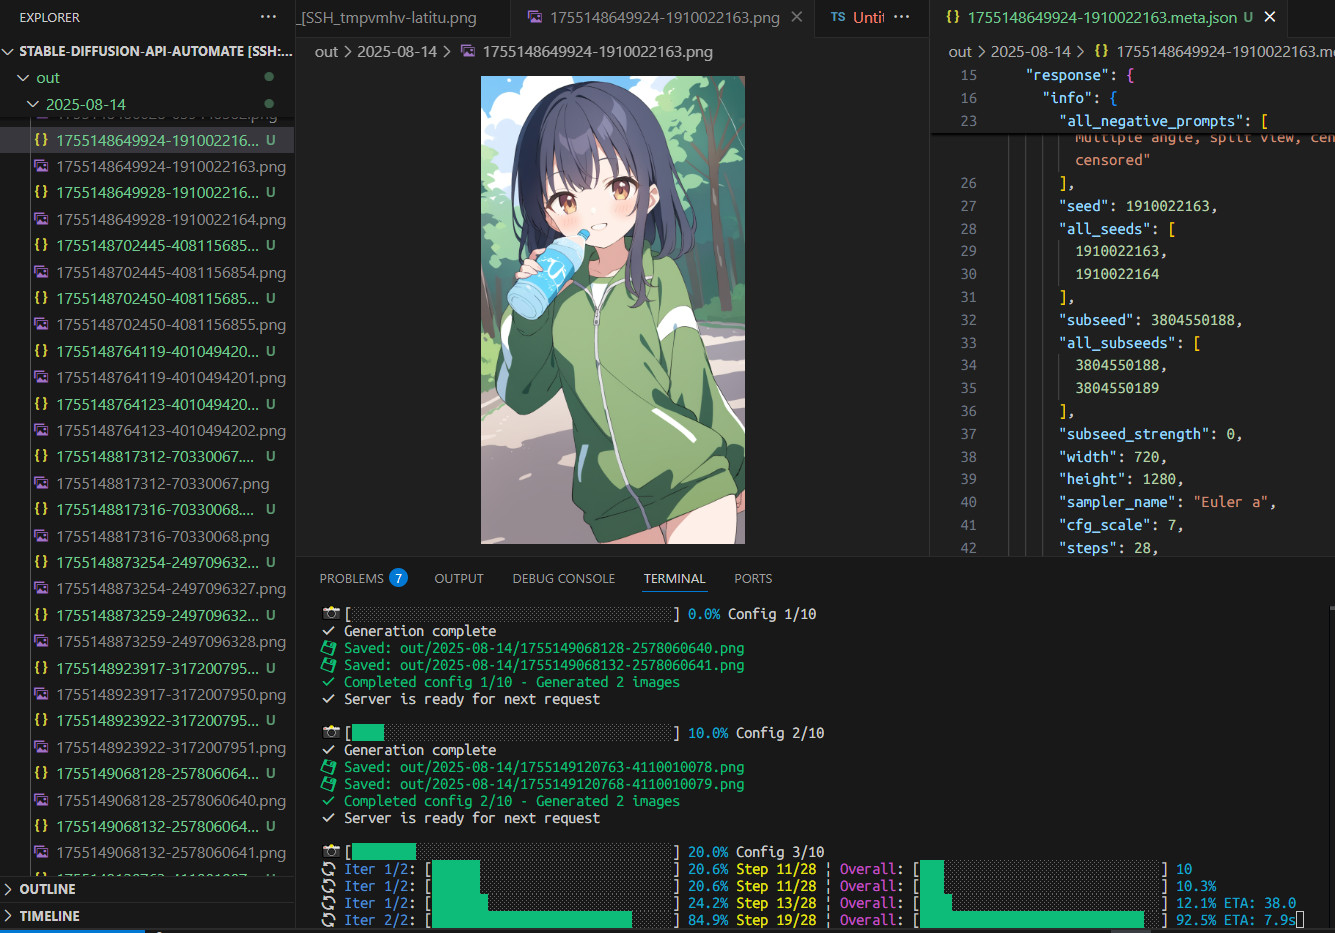 EXPLORER
STABLE-DIFFUSION-API-AUTOMATE [SSH:...
out
2025-08-14
1755148649924-191002216... U
1755148649924-1910022163.png
1755148649928-191002216... U
1755148649928-1910022164.png
1755148702445-408115685... U
1755148702445-4081156854.png
1755148702450-408115685... U
1755148702450-4081156855.png
1755148764119-401049420... U
1755148764119-4010494201.png
1755148764123-401049420... U
1755148764123-4010494202.png
1755148817312-70330067.... U
1755148817312-70330067.png
1755148817316-70330068.... U
1755148817316-70330068.png
1755148873254-249709632... U
1755148873254-2497096327.png
1755148873259-249709632... U
1755148873259-2497096328.png
1755148923917-317200795... U
1755148923917-3172007950.png
1755148923922-317200795... U
1755148923922-3172007951.png
1755149068128-257806064... U
1755149068128-2578060640.png
1755149068132-257806064... U
1755149068132-2578060641.png
OUTLINE
TIMELINE
_[SSH_tmpvmhv-latitu.png
1755148649924-1910022163.png
TS Untit ...
out > 2025-08-14 > 1755148649924-1910022163.png
{} 1755148649924-1910022163.meta.json U
out > 2025-08-14 > {} 1755148649924-1910022163.me
15 "response": {
16 "info": {
23 "all_negative_prompts": [
multiple angle, split view, cen
censored"
26 ],
27 "seed": 1910022163,
28 "all_seeds": [
29 1910022163,
30 1910022164
31 ],
32 "subseed": 3804550188,
33 "all_subseeds": [
34 3804550188,
35 3804550189
36 ],
37 "subseed_strength": 0,
38 "width": 720,
39 "height": 1280,
40 "sampler_name": "Euler a",
41 "cfg_scale": 7,
42 "steps": 28,
PROBLEMS 7 OUTPUT DEBUG CONSOLE TERMINAL PORTS
[ ] 0.0% Config 1/10
✓ Generation complete
Saved: out/2025-08-14/1755149068128-2578060640.png
Saved: out/2025-08-14/1755149068132-2578060641.png
✓ Completed config 1/10 - Generated 2 images
✓ Server is ready for next request
[ ] 10.0% Config 2/10
✓ Generation complete
Saved: out/2025-08-14/1755149120763-4110010078.png
Saved: out/2025-08-14/1755149120768-4110010079.png
✓ Completed config 2/10 - Generated 2 images
✓ Server is ready for next request
[ ] 20.0% Config 3/10
Iter 1/2: [ ] 20.6% Step 11/28 ¦ Overall: [ ] 10
Iter 1/2: [ ] 20.6% Step 11/28 ¦ Overall: [ ] 10.3%
Iter 1/2: [ ] 24.2% Step 13/28 ¦ Overall: [ ] 12.1% ETA: 38.0
Iter 2/2: [ ] 84.9% Step 19/28 ¦ Overall: [ ] 92.5% ETA: 7.9s